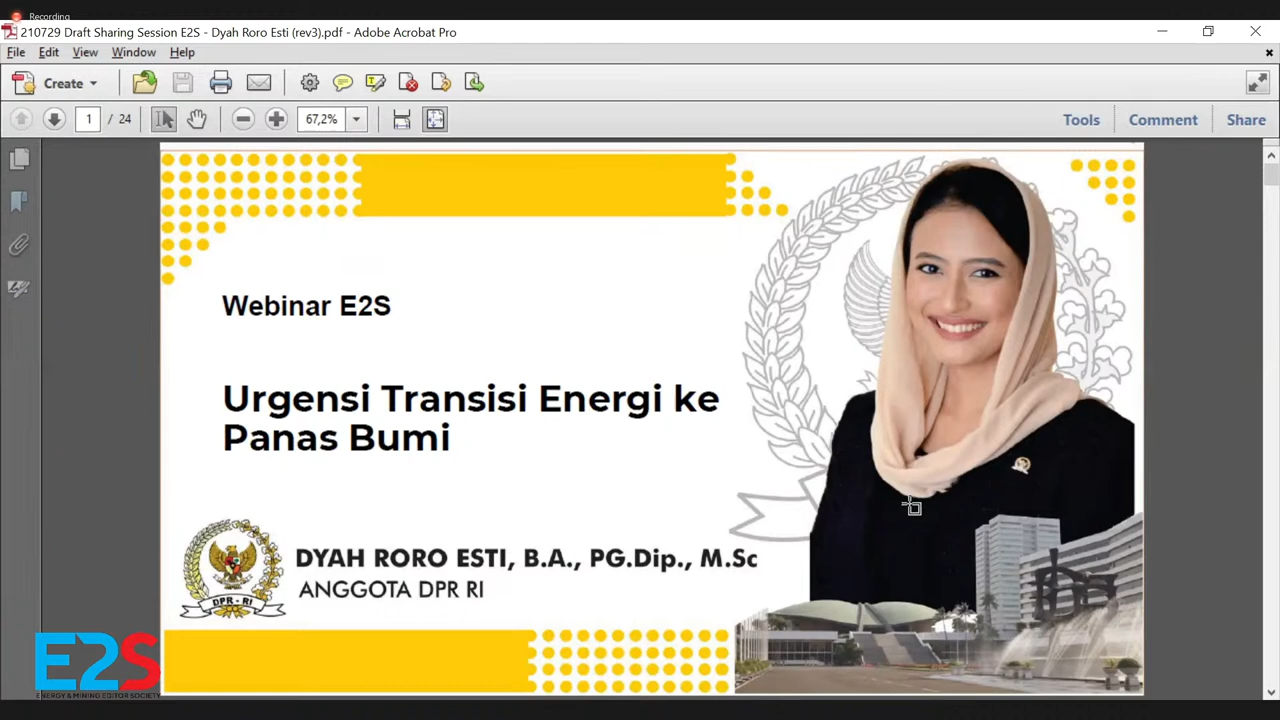 Recording
210729 Draft Sharing Session E2S - Dyah Roro Esti (rev3).pdf - Adobe Acrobat Pro
File Edit View Window Help
Create
1 / 24 67,2% Tools Comment Share
Webinar E2S
Urgensi Transisi Energi ke
Panas Bumi
DYAH RORO ESTI, B.A., PG.Dip., M.Sc
ANGGOTA DPR RI
DPR - RI
E2S
ENERGY & MINING EDITOR SOCIETY